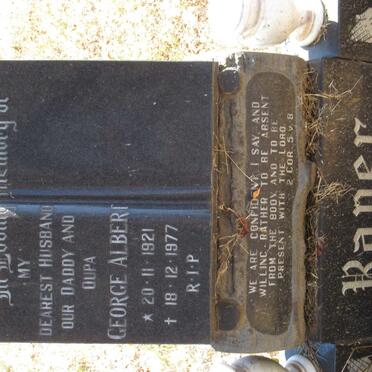 In Loving memory of
MY
DEAREST HUSBAND
OUR DADDY AND
OUPA
GEORGE ALBERT
★ 20·11·1921
✝ 18·12·1977
R·I·P
WE ARE CONFIDENT I SAY AND
WILLING RATHER TO BE ABSENT
FROM THE BODY AND TO BE
PRESENT WITH THE LORD.
2 COR. 5 V 8